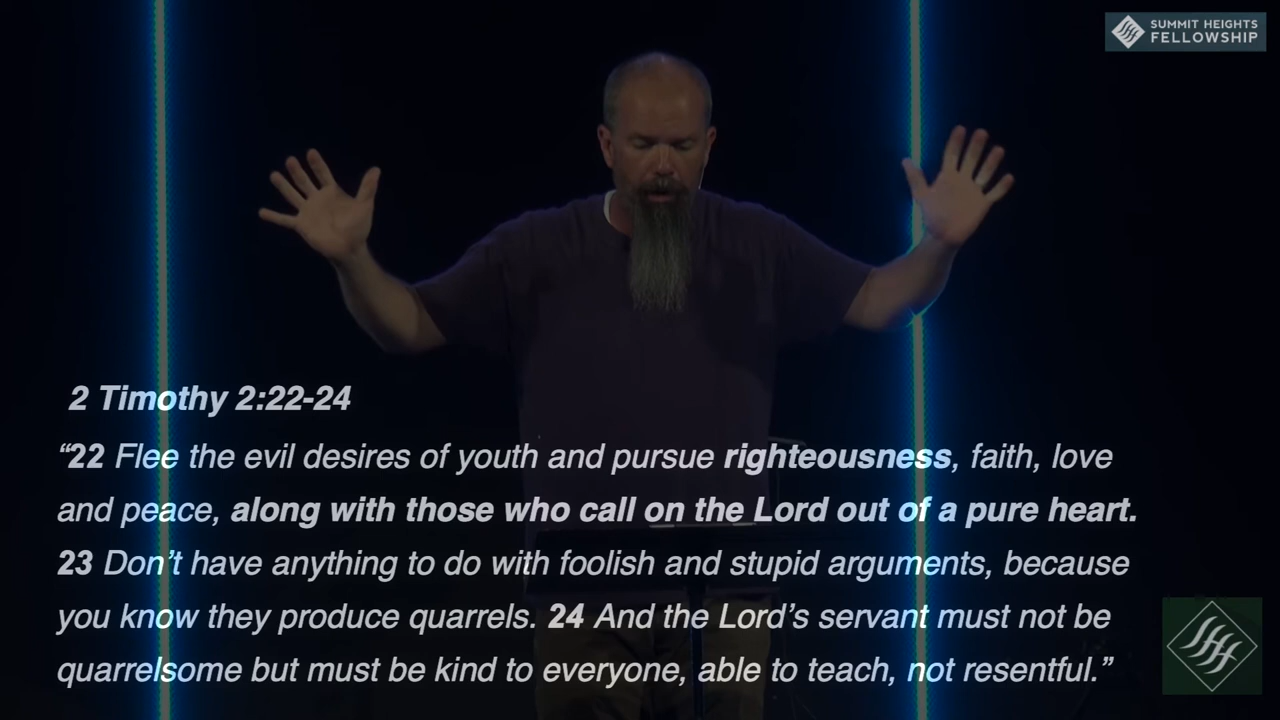 SUMMIT HEIGHTS
FELLOWSHIP
2 Timothy 2:22-24
“22 Flee the evil desires of youth and pursue righteousness, faith, love
and peace, along with those who call on the Lord out of a pure heart.
23 Don’t have anything to do with foolish and stupid arguments, because
you know they produce quarrels. 24 And the Lord’s servant must not be
quarrelsome but must be kind to everyone, able to teach, not resentful.”